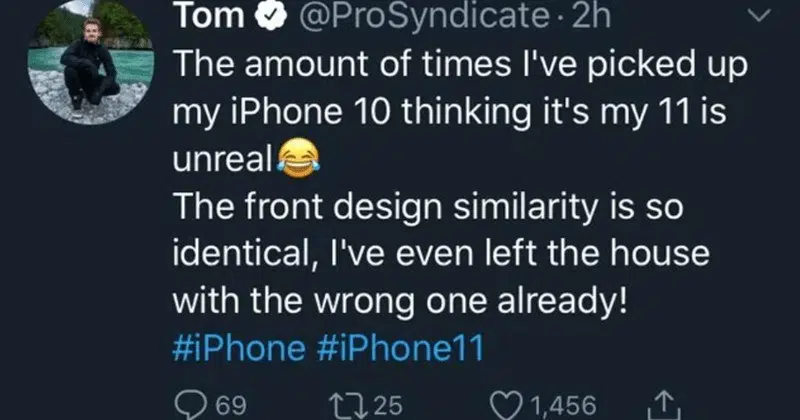 Tom @ProSyndicate · 2h
The amount of times I've picked up
my iPhone 10 thinking it's my 11 is
unreal😂
The front design similarity is so
identical, I've even left the house
with the wrong one already!
#iPhone #iPhone11
69 25 1,456